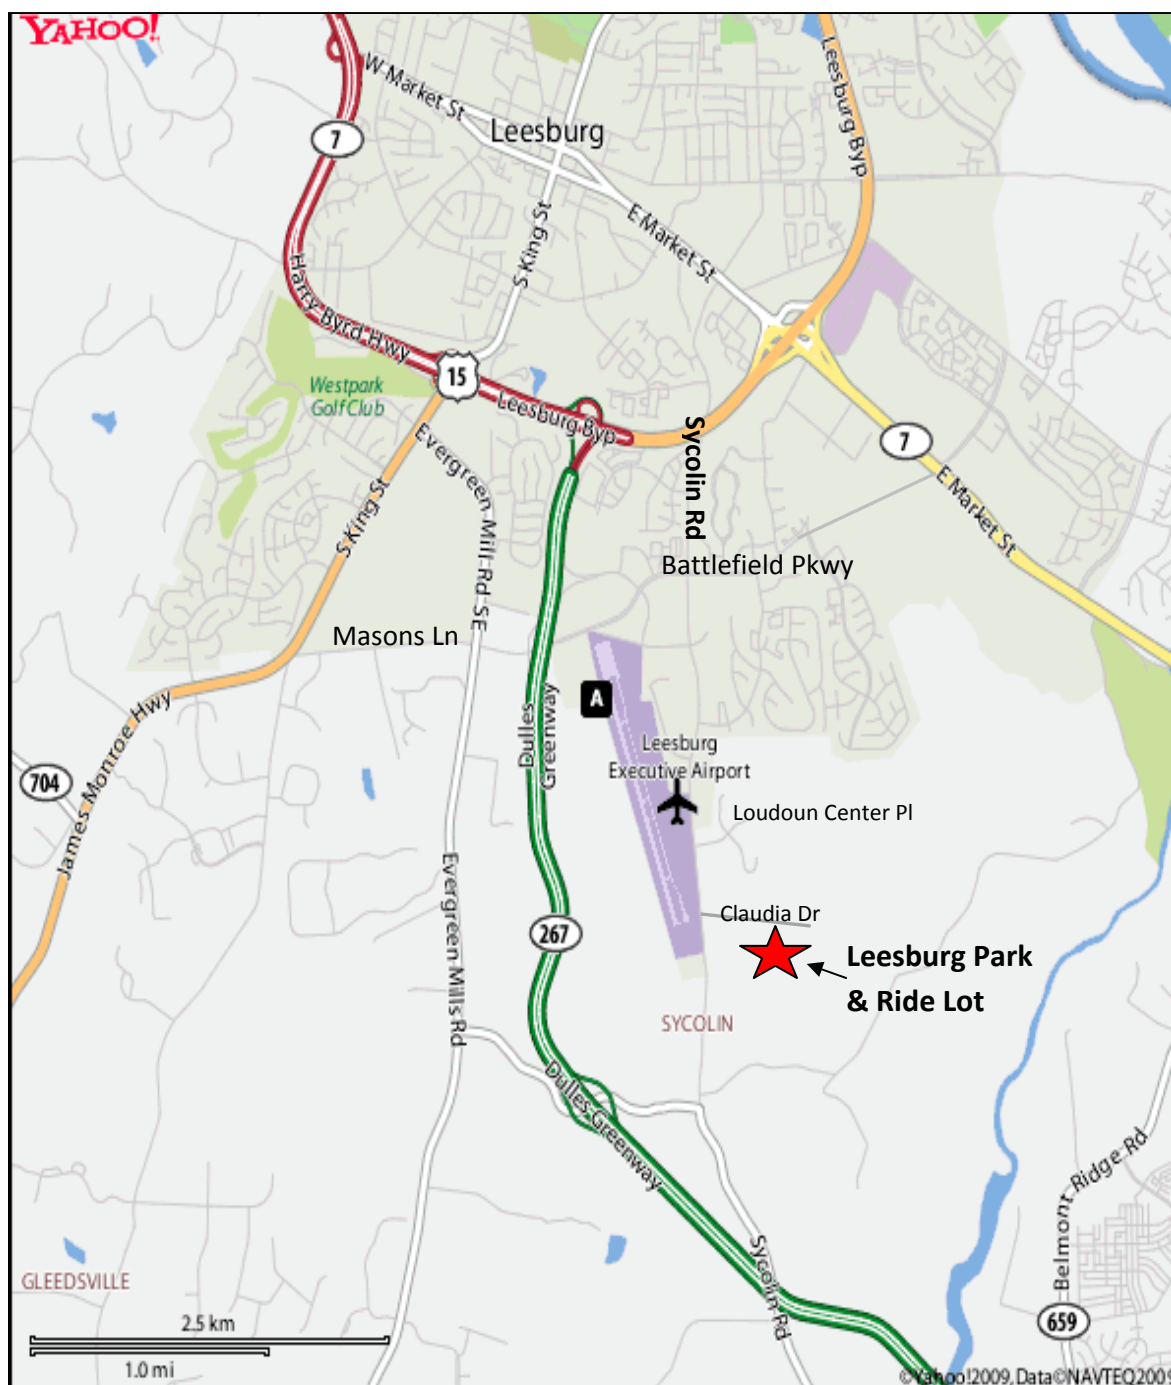 YAHOO!
W Market St
Leesburg
Leesburg Byp
7
E Market St
S King St
Harry Byrd Hwy
15
Westpark
Golf Club
Leesburg Byp
Evergreen Mill Rd SE
Sycolin Rd
7
E Market St
S King St
Battlefield Pkwy
Masons Ln
James Monroe Hwy
A
Dulles
Greenway
Leesburg
Executive Airport
704
Loudoun Center Pl
Evergreen Mills Rd
Claudia Dr
267
Leesburg Park
& Ride Lot
SYCOLIN
Dulles Greenway
Belmont Ridge Rd
Sycolin Rd
GLEEDSVILLE
2.5 km
1.0 mi
659
©Yahoo!2009, Data©NAVTEQ2001